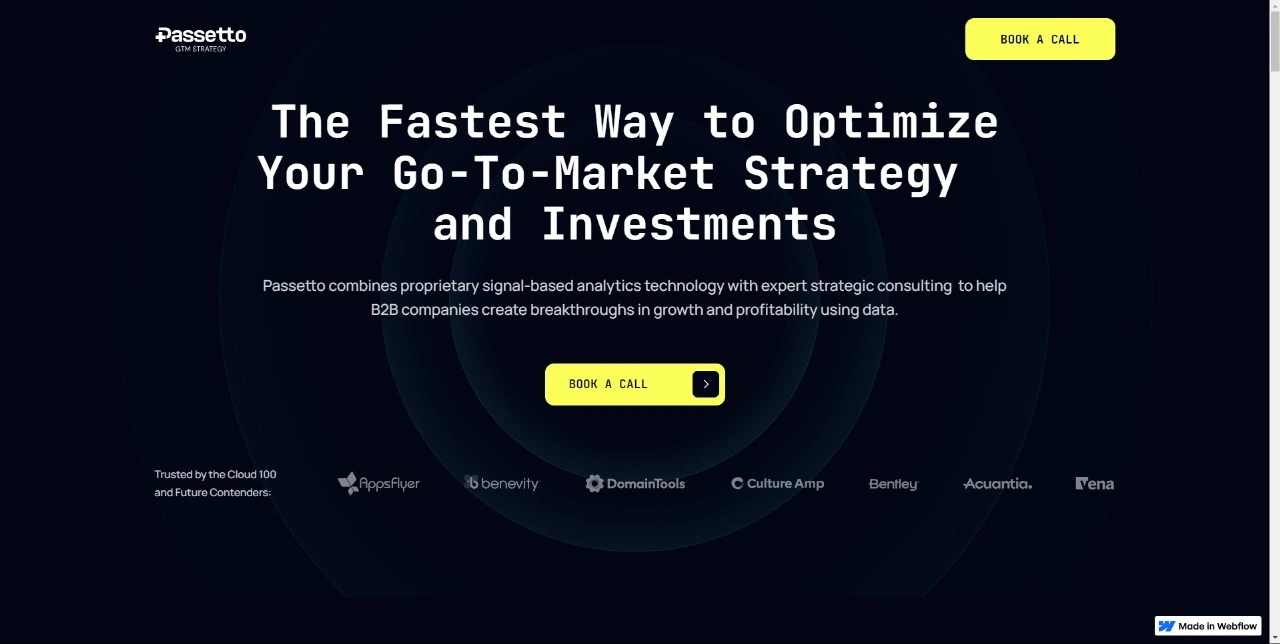 Passetto
GTM STRATEGY
BOOK A CALL
The Fastest Way to Optimize
Your Go-To-Market Strategy
and Investments
Passetto combines proprietary signal-based analytics technology with expert strategic consulting to help
B2B companies create breakthroughs in growth and profitability using data.
BOOK A CALL
Trusted by the Cloud 100
and Future Contenders:
AppsFlyer
benevity
DomainTools
Culture Amp
Bentley
Acuantia.
Vena
Made in Webflow